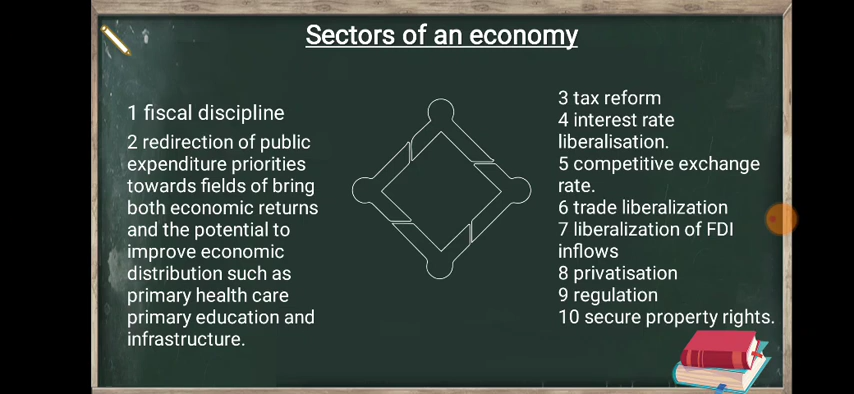 Sectors of an economy
1 fiscal discipline
2 redirection of public
expenditure priorities
towards fields of bring
both economic returns
and the potential to
improve economic
distribution such as
primary health care
primary education and
infrastructure.
3 tax reform
4 interest rate
liberalisation.
5 competitive exchange
rate.
6 trade liberalization
7 liberalization of FDI
inflows
8 privatisation
9 regulation
10 secure property rights.